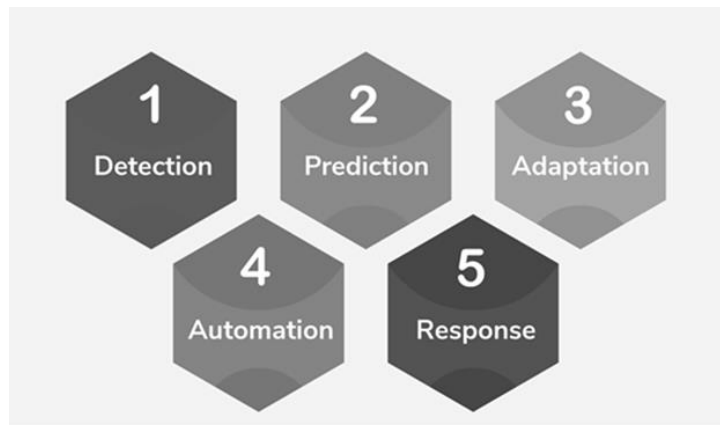 1
Detection
2
Prediction
3
Adaptation
4
Automation
5
Response